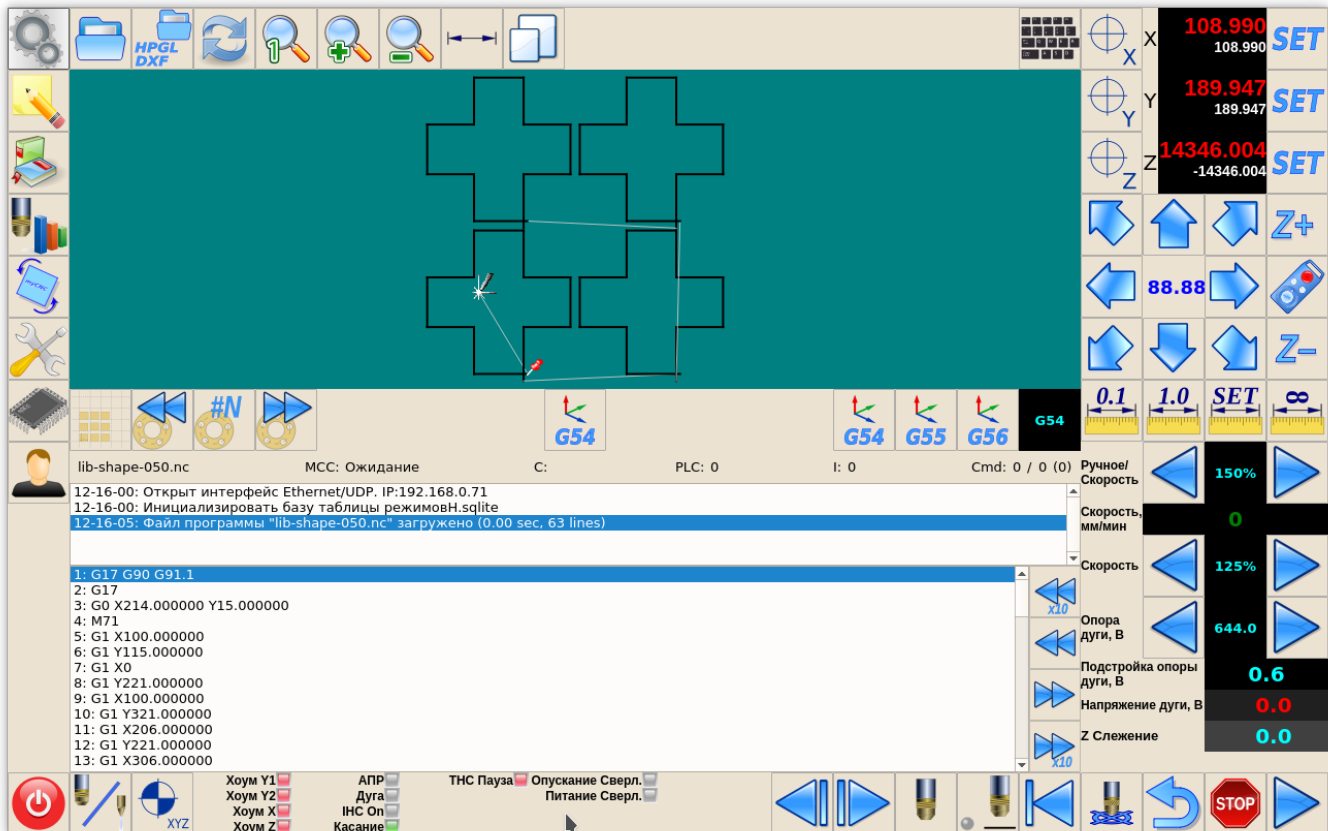 HPGL
DXF
1
X
X
108.990
108.990
SET
Y
Y
189.947
189.947
SET
Z
Z
14346.004
-14346.004
SET
Z+
88.88
Z−
myCNC
#N
G54
G54
G55
G56
G54
0.1
1.0
SET
∞
lib-shape-050.nc
MCC: Ожидание
C:
PLC: 0
I: 0
Cmd: 0 / 0 (0)
12-16-00: Открыт интерфейс Ethernet/UDP. IP:192.168.0.71
12-16-00: Инициализировать базу таблицы режимовH.sqlite
12-16-05: Файл программы "lib-shape-050.nc" загружено (0.00 sec, 63 lines)
1: G17 G90 G91.1
2: G17
3: G0 X214.000000 Y15.000000
4: M71
5: G1 X100.000000
6: G1 Y115.000000
7: G1 X0
8: G1 Y221.000000
9: G1 X100.000000
10: G1 Y321.000000
11: G1 X206.000000
12: G1 Y221.000000
13: G1 X306.000000
x10
x10
Ручное/
Скорость
150%
Скорость,
мм/мин
0
Скорость
125%
Опора
дуги, В
644.0
Подстройка опоры
дуги, В
0.6
Напряжение дуги, В
0.0
Z Слежение
0.0
XYZ
Хоум Y1
Хоум Y2
Хоум X
Хоум Z
АПР
Дуга
IHC On
Касание
THC Пауза
Опускание Сверл.
Питание Сверл.
STOP